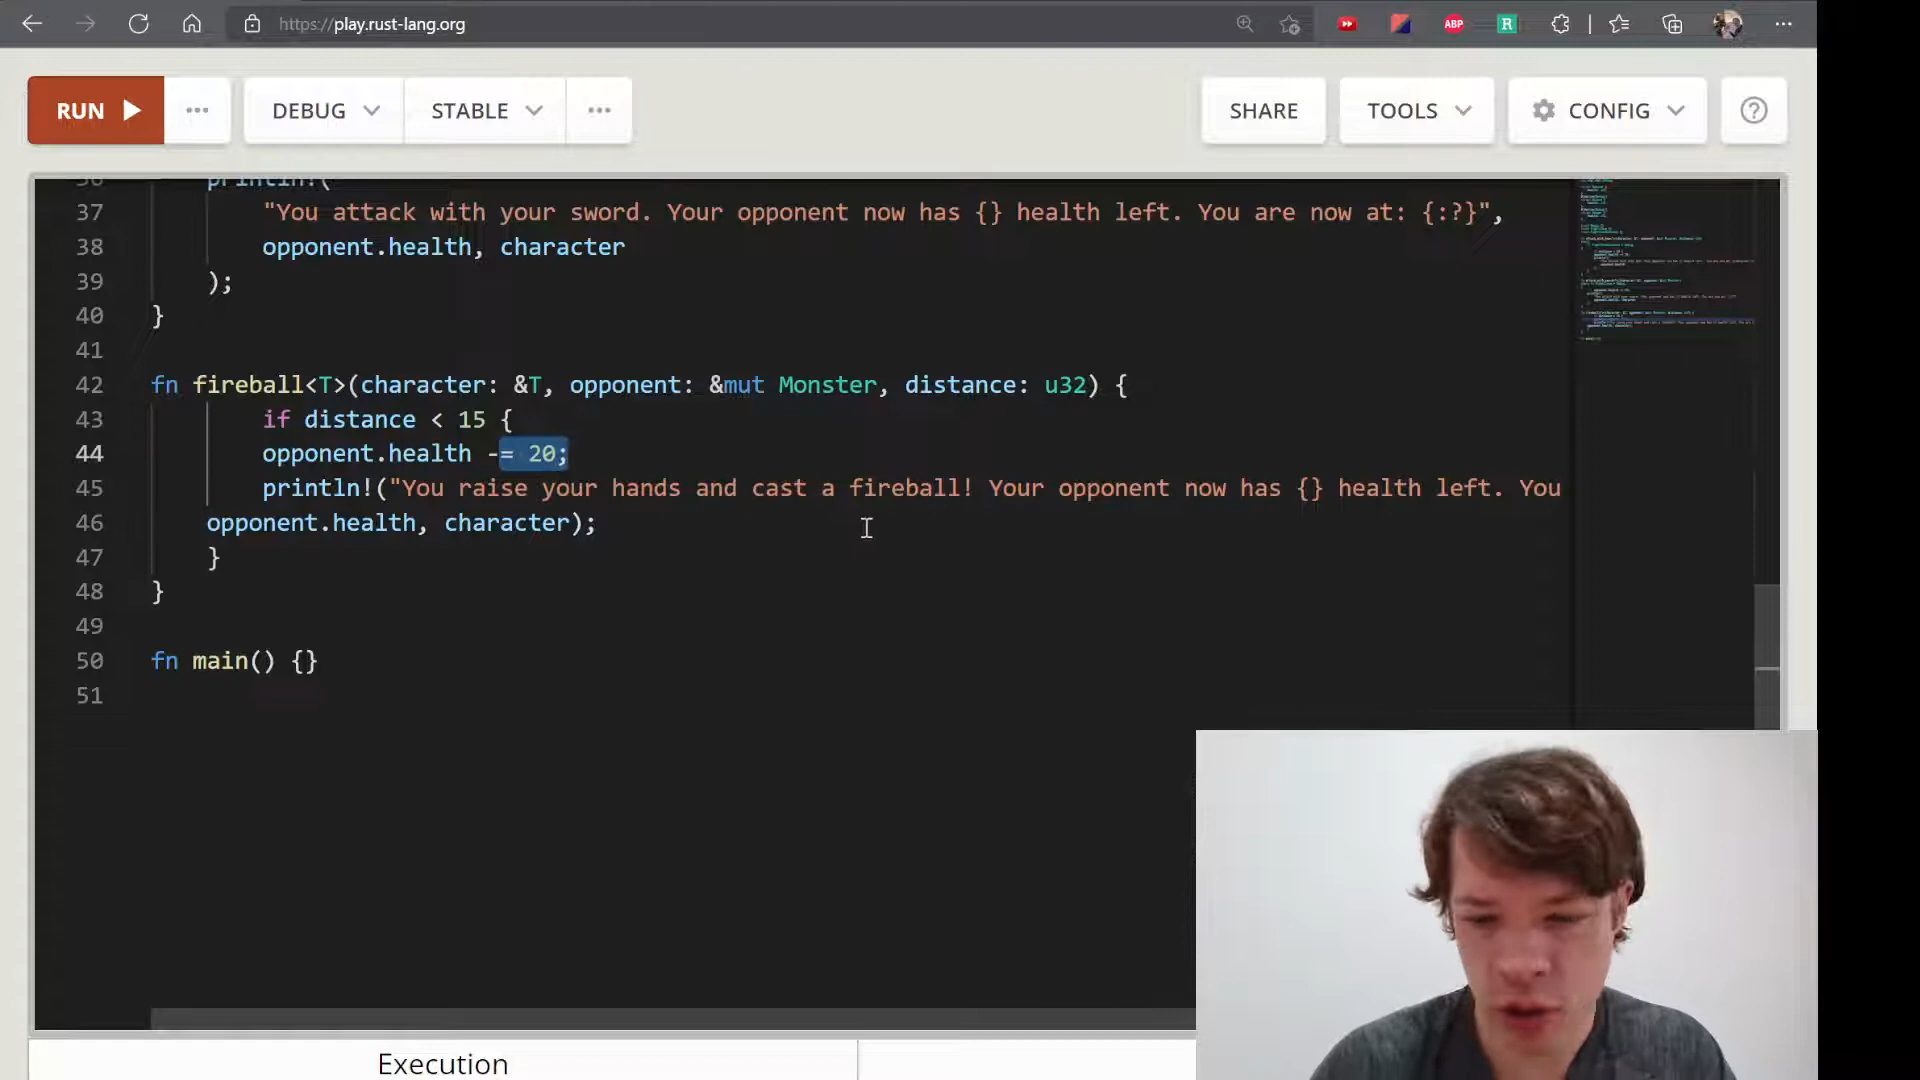 https://play.rust-lang.org
ABP
R
RUN
DEBUG
STABLE
SHARE
TOOLS
CONFIG
36 println!(
37 "You attack with your sword. Your opponent now has {} health left. You are now at: {:?}",
38 opponent.health, character
39 );
40 }
41
42 fn fireball<T>(character: &T, opponent: &mut Monster, distance: u32) {
43 if distance < 15 {
44 opponent.health -= 20;
45 println!("You raise your hands and cast a fireball! Your opponent now has {} health left. You
46 opponent.health, character);
47 }
48 }
49
50 fn main() {}
51
Execution